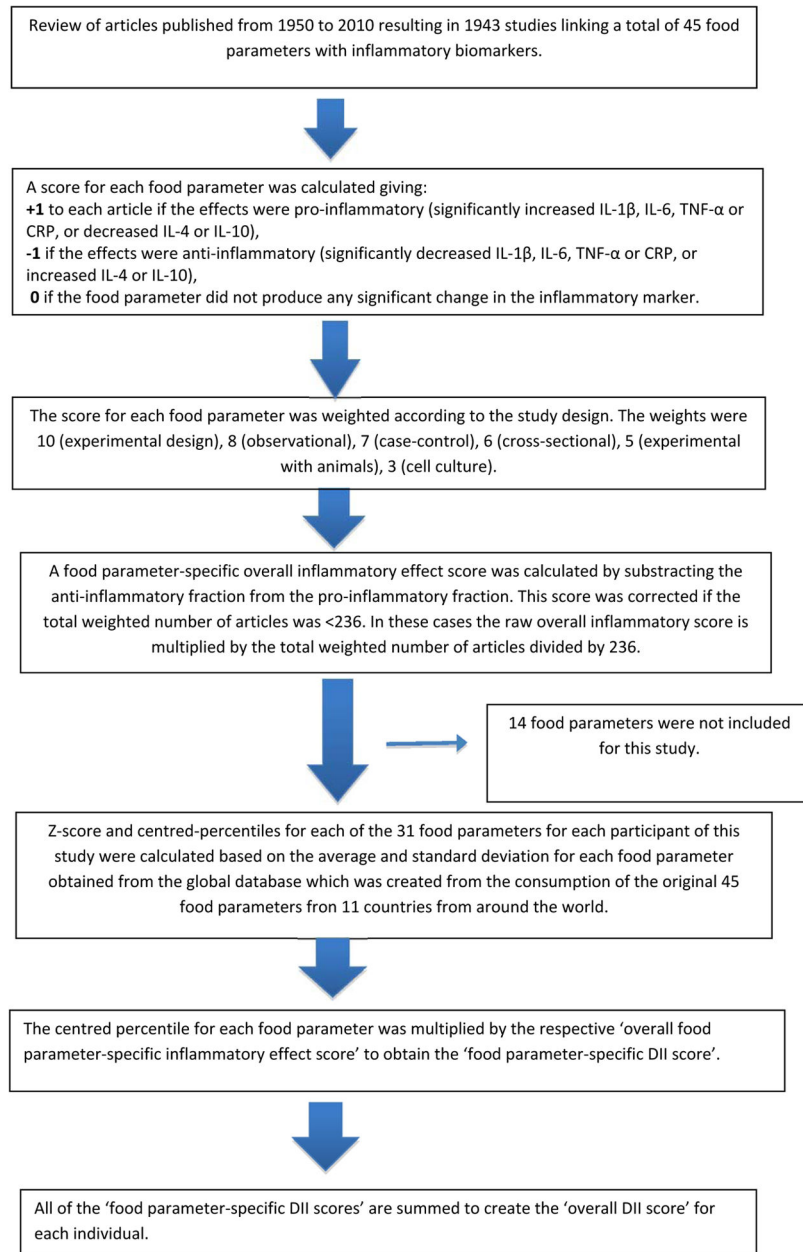 Review of articles published from 1950 to 2010 resulting in 1943 studies linking a total of 45 food
parameters with inflammatory biomarkers.
A score for each food parameter was calculated giving:
+1 to each article if the effects were pro-inflammatory (significantly increased IL-1β, IL-6, TNF-α or
CRP, or decreased IL-4 or IL-10),
-1 if the effects were anti-inflammatory (significantly decreased IL-1β, IL-6, TNF-α or CRP, or
increased IL-4 or IL-10),
0 if the food parameter did not produce any significant change in the inflammatory marker.
The score for each food parameter was weighted according to the study design. The weights were
10 (experimental design), 8 (observational), 7 (case-control), 6 (cross-sectional), 5 (experimental
with animals), 3 (cell culture).
A food parameter-specific overall inflammatory effect score was calculated by substracting the
anti-inflammatory fraction from the pro-inflammatory fraction. This score was corrected if the
total weighted number of articles was <236. In these cases the raw overall inflammatory score is
multiplied by the total weighted number of articles divided by 236.
14 food parameters were not included
for this study.
Z-score and centred-percentiles for each of the 31 food parameters for each participant of this
study were calculated based on the average and standard deviation for each food parameter
obtained from the global database which was created from the consumption of the original 45
food parameters fron 11 countries from around the world.
The centred percentile for each food parameter was multiplied by the respective ‘overall food
parameter-specific inflammatory effect score’ to obtain the ‘food parameter-specific DII score’.
All of the ‘food parameter-specific DII scores’ are summed to create the ‘overall DII score’ for
each individual.